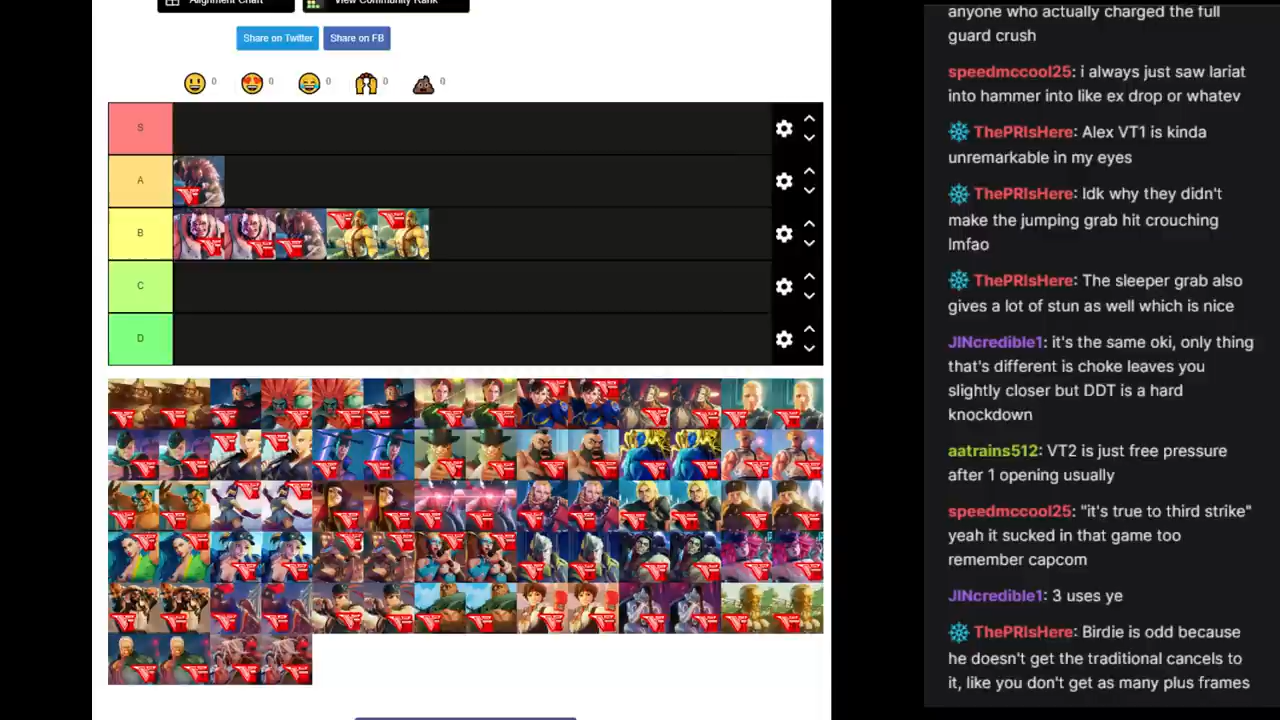 Alignment Chart
View Community Rank
Share on Twitter
Share on FB
0
0
0
0
0
S
A
B
C
D
anyone who actually charged the full
guard crush
speedmccool25: i always just saw lariat
into hammer into like ex drop or whatev
ThePRIsHere: Alex VT1 is kinda
unremarkable in my eyes
ThePRIsHere: Idk why they didn't
make the jumping grab hit crouching
lmfao
ThePRIsHere: The sleeper grab also
gives a lot of stun as well which is nice
JINcredible1: it's the same oki, only thing
that's different is choke leaves you
slightly closer but DDT is a hard
knockdown
aatrains512: VT2 is just free pressure
after 1 opening usually
speedmccool25: "it's true to third strike"
yeah it sucked in that game too
remember capcom
JINcredible1: 3 uses ye
ThePRIsHere: Birdie is odd because
he doesn't get the traditional cancels to
it, like you don't get as many plus frames